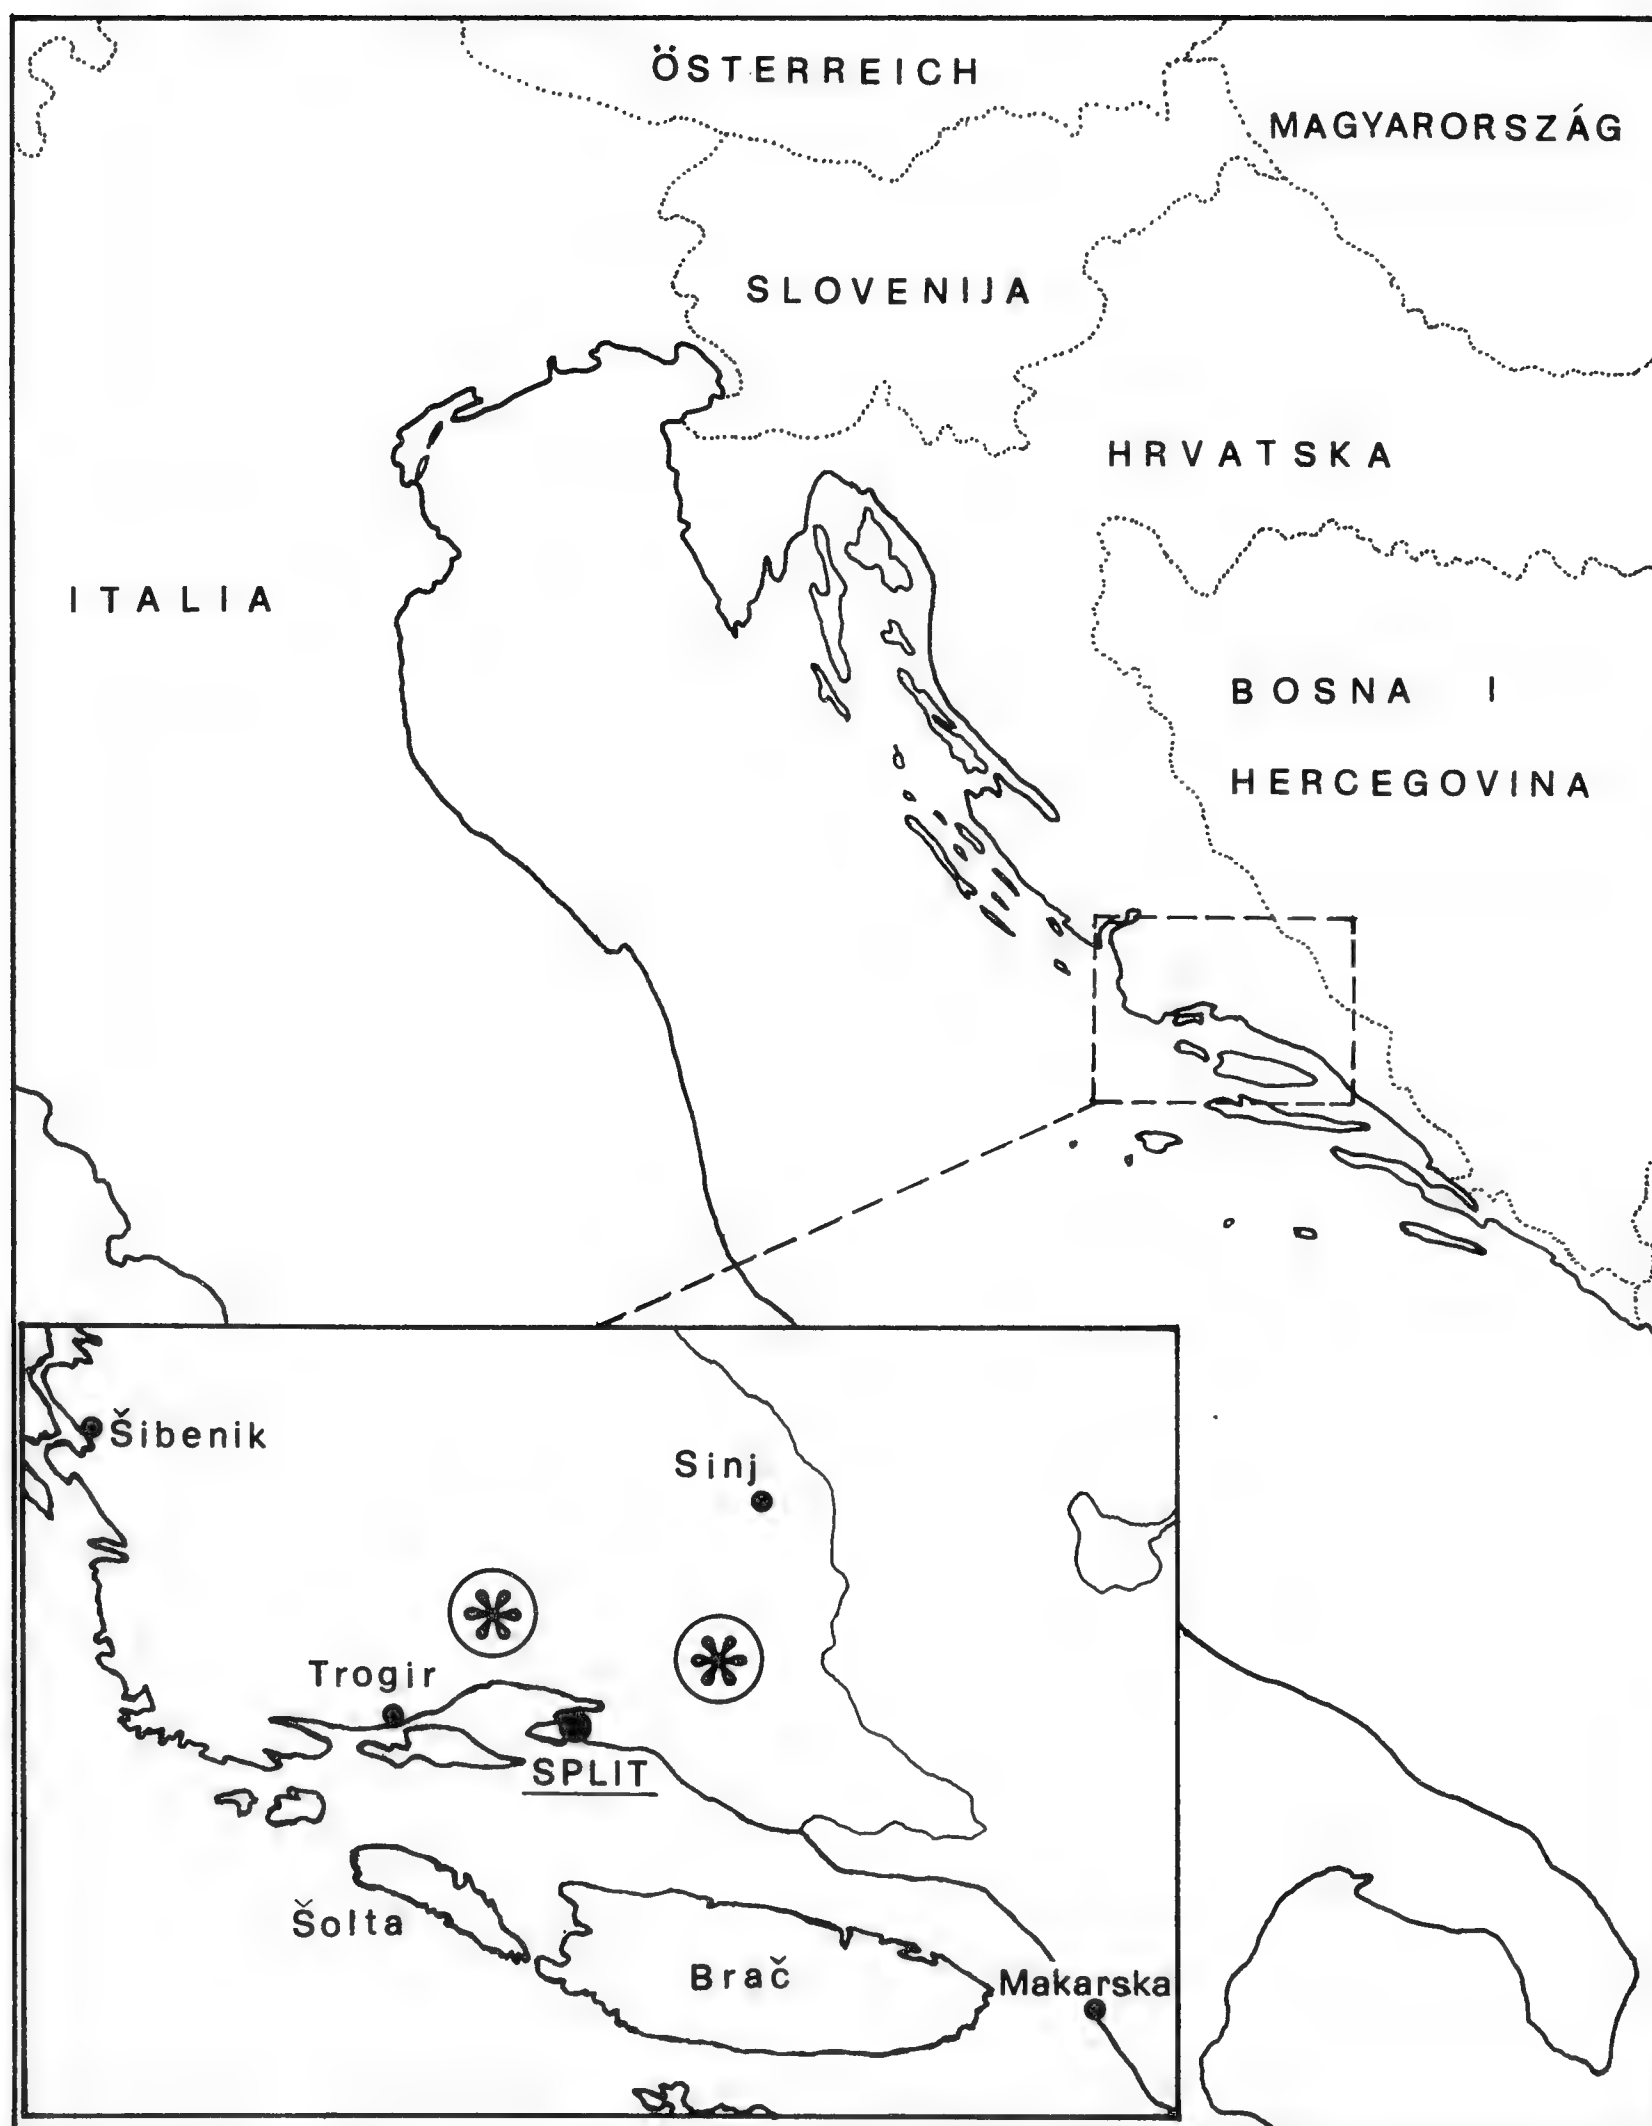 ÖSTERREICH
MAGYARORSZÁG
SLOVENIJA
HRVATSKA
ITALIA
BOSNA I
HERCEGOVINA
Šibenik
Sinj
Trogir
SPLIT
Šolta
Brač
Makarska